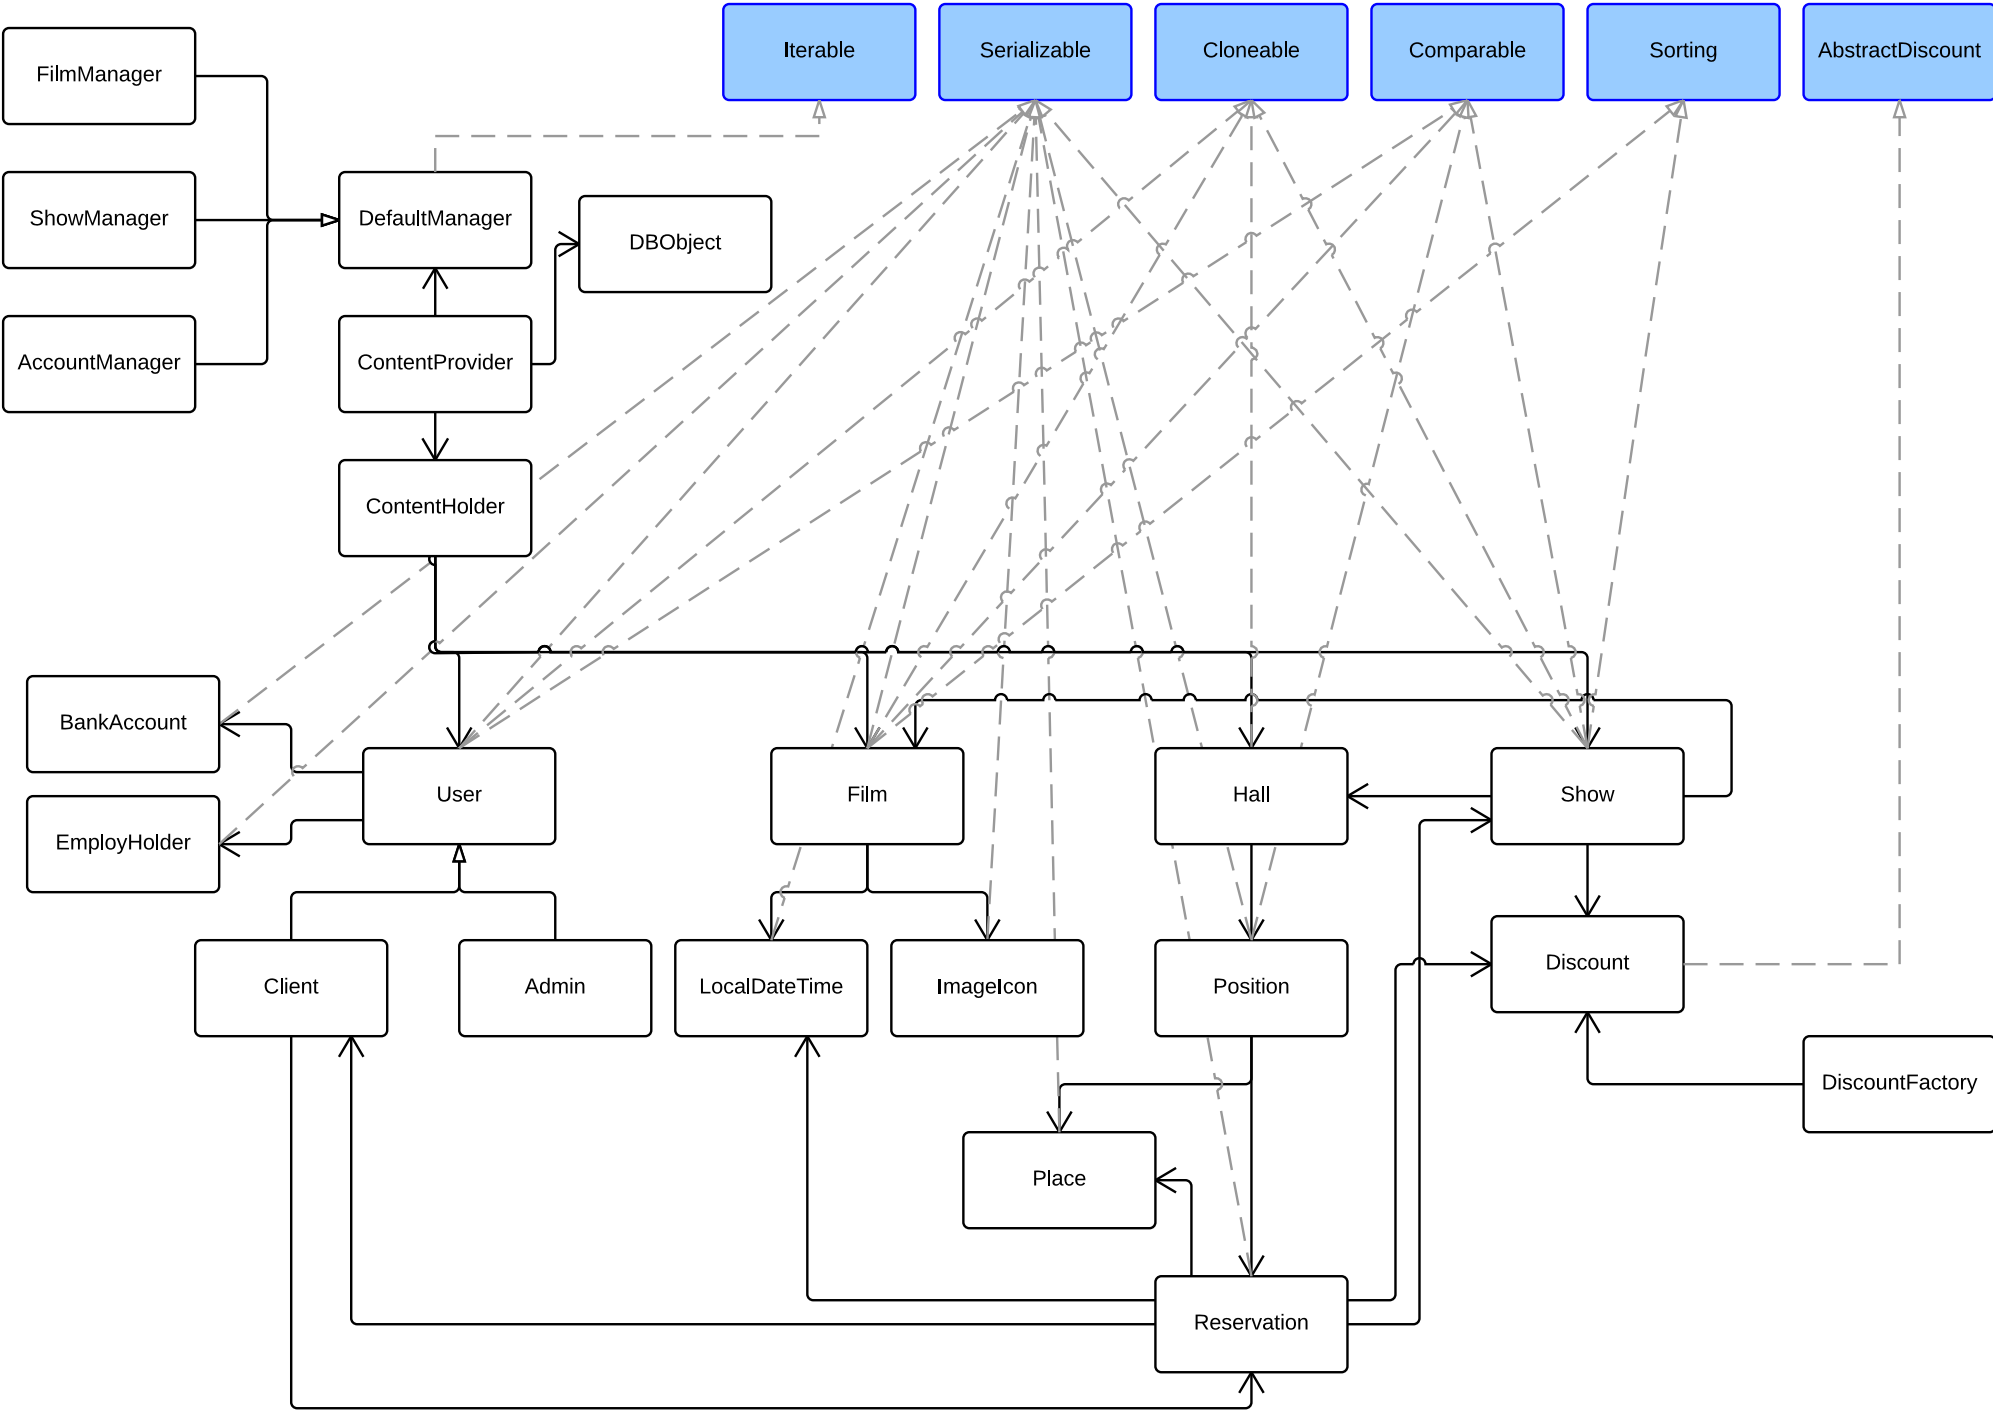 Iterable
Serializable
Cloneable
Comparable
Sorting
AbstractDiscount
FilmManager
ShowManager
DefaultManager
DBObject
AccountManager
ContentProvider
ContentHolder
BankAccount
User
Film
Hall
Show
EmployHolder
Client
Admin
LocalDateTime
ImageIcon
Position
Discount
DiscountFactory
Place
Reservation